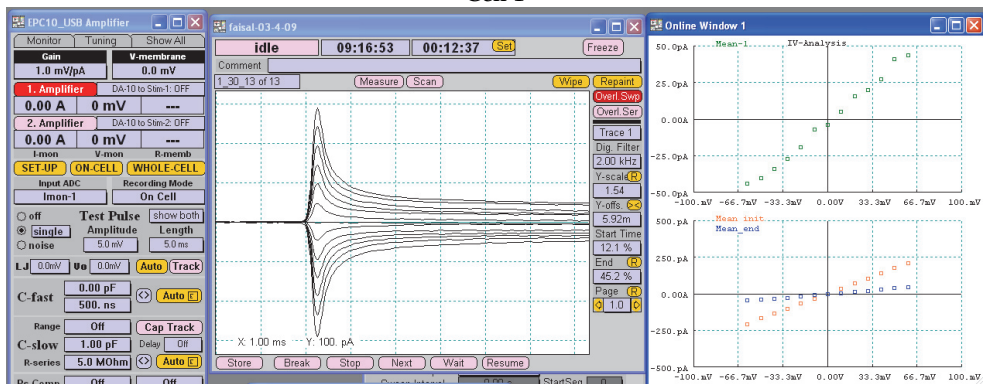 Cell 1
EPC10_USB Amplifier
Monitor Tuning Show All
Gain V-membrane
1.0 mV/pA 0.0 mV
1. Amplifier DA-10 to Stim-1: OFF
0.00 A 0 mV ---
2. Amplifier DA-10 to Stim-2: OFF
0.00 A 0 mV ---
I-mon V-mon R-memb
SET-UP ON-CELL WHOLE-CELL
Input ADC Recording Mode
Imon-1 On Cell
off Test Pulse show both
single Amplitude Length
noise 5.0 mV 5.0 ms
LJ 0.0mV Vo 0.0mV Auto Track
C-fast 0.00 pF <> Auto E
500. ns
Range Off Cap Track
C-slow 1.00 pF Delay Off
R-series 5.0 MOhm <> Auto E
Rs Comp Off Off
faisal-03-4-09
idle 09:16:53 00:12:37 Set Freeze
Comment
1_30_13 of 13 Measure Scan Wipe Repaint
Overl.Swp
Overl.Ser
Trace 1
Dig. Filter
2.00 kHz
Y-scale R
1.54
Y-offs. ><
5.92m
Start Time
12.1 %
End R
45.2 %
Page R
1.0
X: 1.00 ms Y: 100. pA
Store Break Stop Next Wait Resume
Sweep Interval 0.00 s StartSeg 0
Online Window 1
50.0pA Mean-1 IV-Analysis
25.0pA
0.00A
-25.0pA
-50.0pA
-100.mV -66.7mV -33.3mV 0.00V 33.3mV 66.7mV 100.mV
500.pA Mean init
Mean_end
250.pA
0.00A
-250.pA
-500.pA
-100.mV -66.7mV -33.3mV 0.00V 33.3mV 66.7mV 100.mV